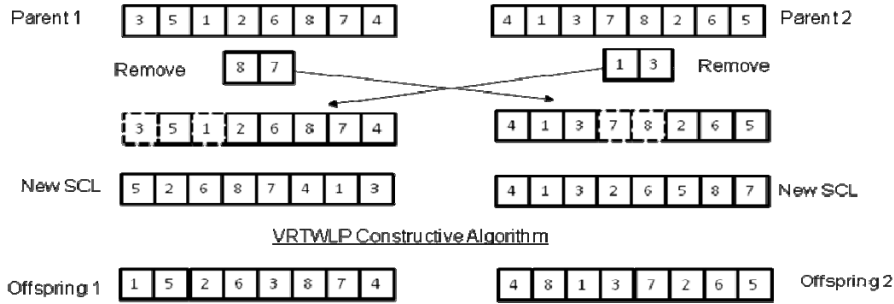 Parent 1 3 5 1 2 6 8 7 4 4 1 3 7 8 2 6 5 Parent 2
Remove 8 7 1 3 Remove
3 5 1 2 6 8 7 4 4 1 3 7 8 2 6 5
New SCL 5 2 6 8 7 4 1 3 4 1 3 2 6 5 8 7 New SCL
VRTWLP Constructive Algorithm
Offspring 1 1 5 2 6 3 8 7 4 4 8 1 3 7 2 6 5 Offspring 2